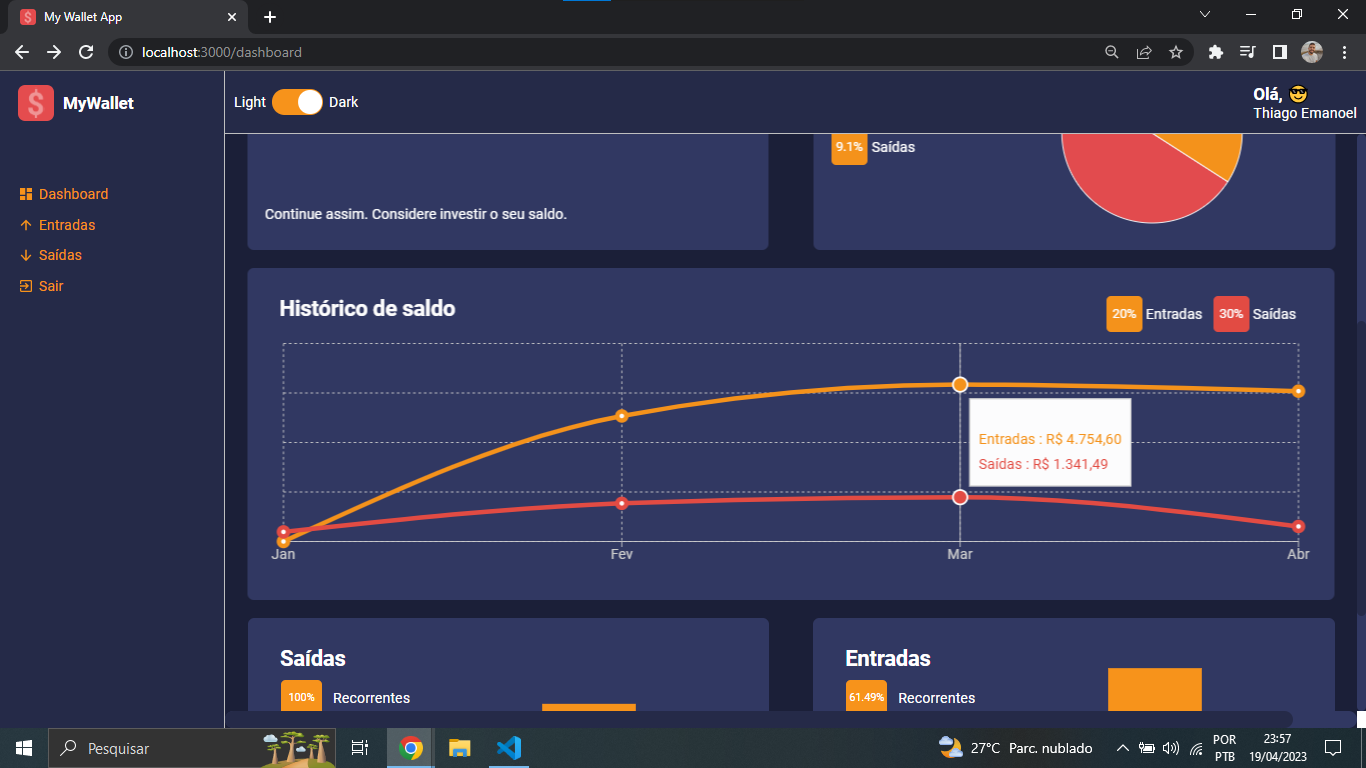 My Wallet App
localhost:3000/dashboard
MyWallet
Light Dark
Olá, 😎
Thiago Emanoel
Dashboard
Entradas
Saídas
Sair
Continue assim. Considere investir o seu saldo.
9.1% Saídas
Histórico de saldo
20% Entradas 30% Saídas
Entradas : R$ 4.754,60
Saídas : R$ 1.341,49
Jan Fev Mar Abr
Saídas
100% Recorrentes
Entradas
61.49% Recorrentes
Pesquisar
27°C Parc. nublado
POR
PTB
23:57
19/04/2023